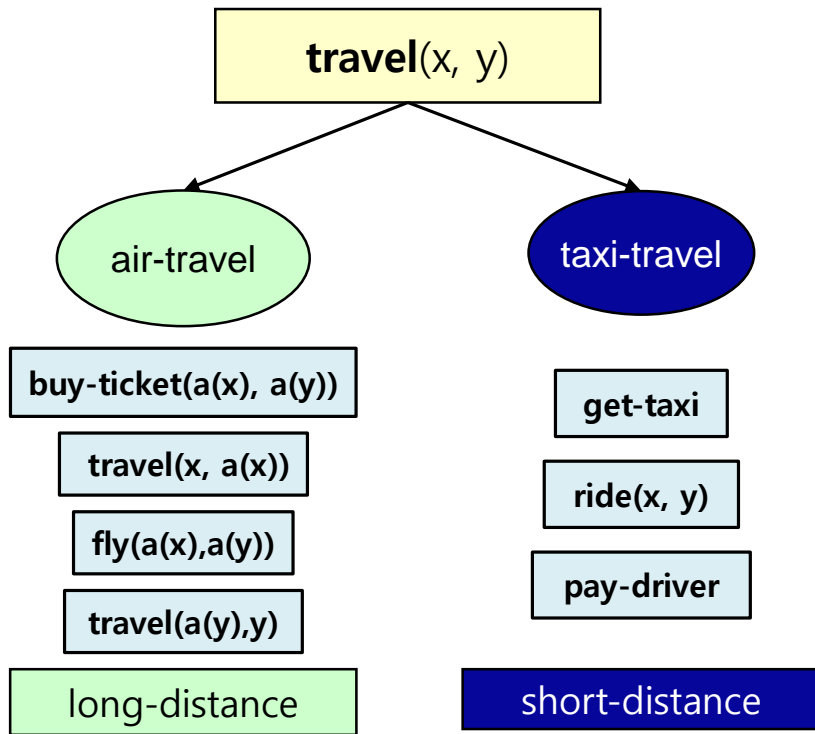 travel(x, y)
air-travel
taxi-travel
buy-ticket(a(x), a(y))
travel(x, a(x))
fly(a(x),a(y))
travel(a(y),y)
long-distance
get-taxi
ride(x, y)
pay-driver
short-distance